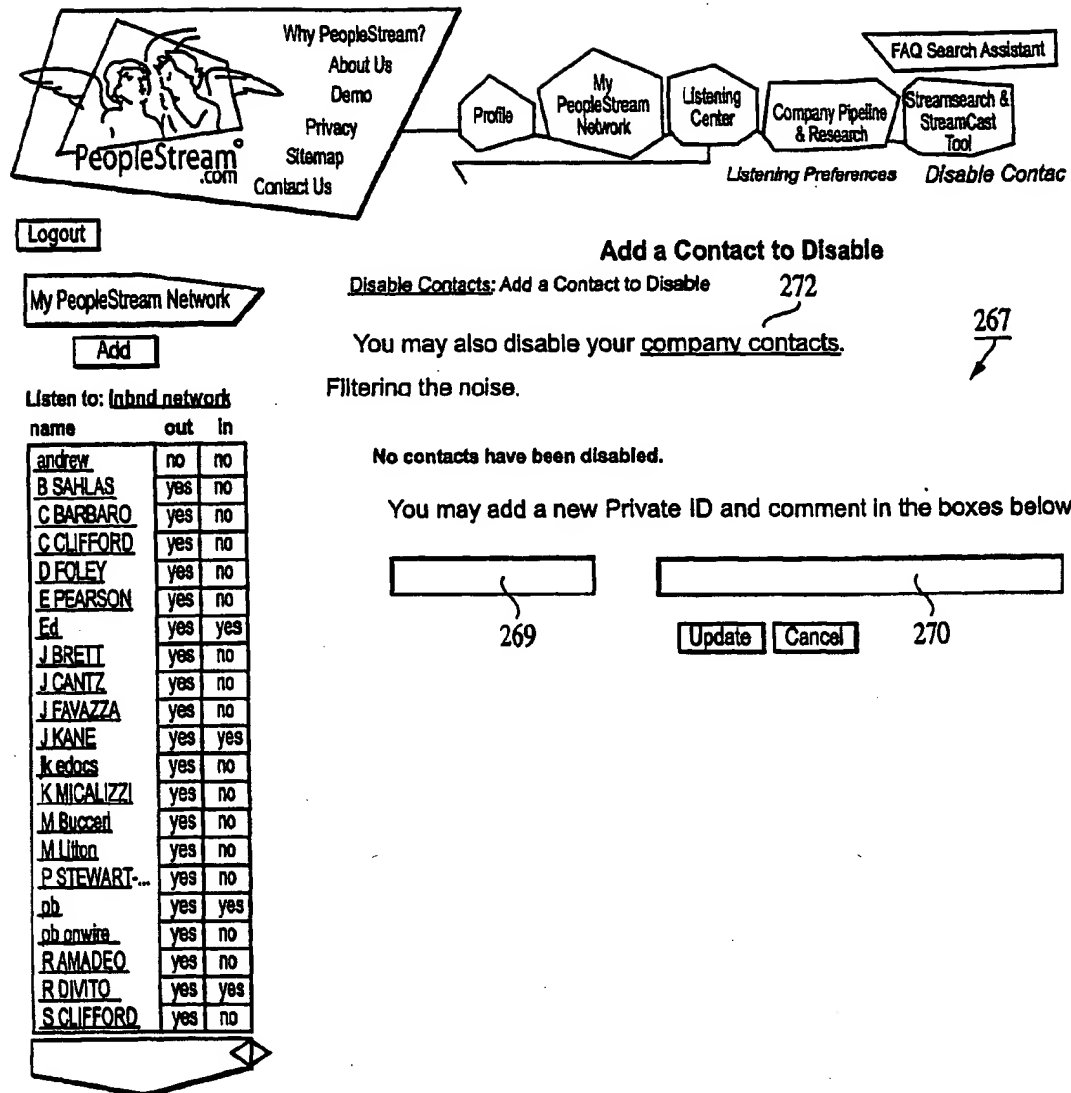 Why PeopleStream?
About Us
Demo
Privacy
Sitemap
Contact Us
PeopleStream
.com
FAQ Search Assistant
Profile
My
PeopleStream
Network
Listening
Center
Company Pipeline
& Research
Streamsearch &
StreamCast
Tool
Listening Preferences Disable Contac
Logout
My PeopleStream Network
Add
Add a Contact to Disable
Disable Contacts: Add a Contact to Disable
272
You may also disable your company contacts.
267
Filtering the noise.
Listen to: Inbnd network
name out in
andrew no no
B SAHLAS yes no
C BARBARO yes no
C CLIFFORD yes no
D FOLEY yes no
E PEARSON yes no
Ed yes yes
J BRETT yes no
J CANTZ yes no
J FAVAZZA yes no
J KANE yes yes
jk edocs yes no
K MICALIZZI yes no
M Bucceri yes no
M Litton yes no
P STEWART-... yes no
pb yes yes
pb onwire yes no
R AMADEO yes no
R DIVITO yes yes
S CLIFFORD yes no
No contacts have been disabled.
You may add a new Private ID and comment in the boxes below
269
Update Cancel
270